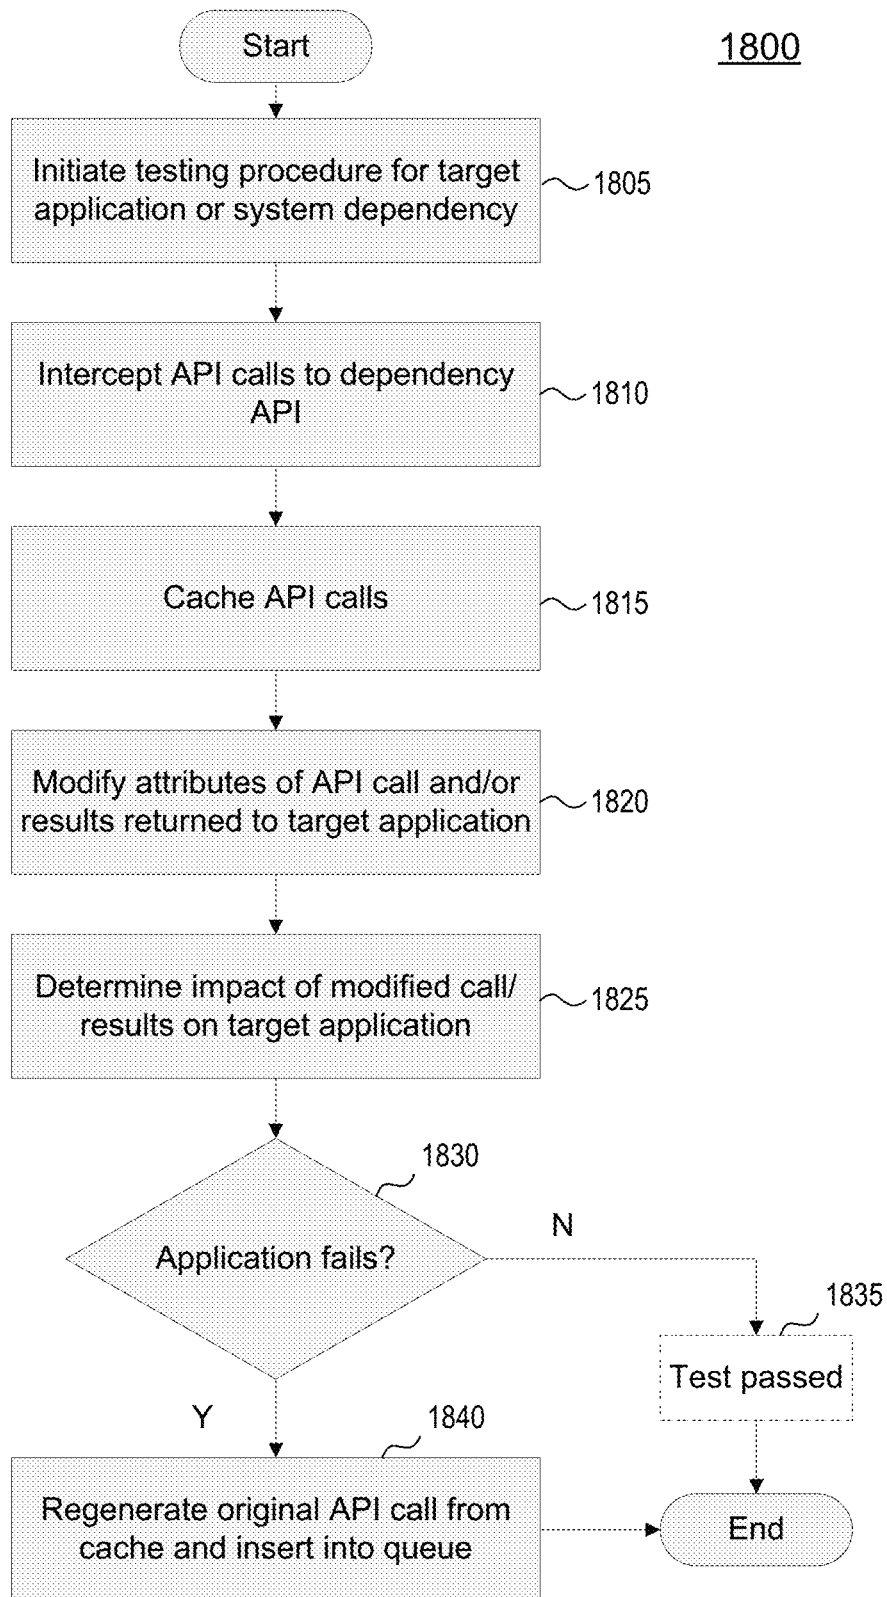 Start
1800
Initiate testing procedure for target
application or system dependency
1805
Intercept API calls to dependency
API
1810
Cache API calls
1815
Modify attributes of API call and/or
results returned to target application
1820
Determine impact of modified call/
results on target application
1825
1830
Application fails?
N
1835
Test passed
Y
1840
Regenerate original API call from
cache and insert into queue
End